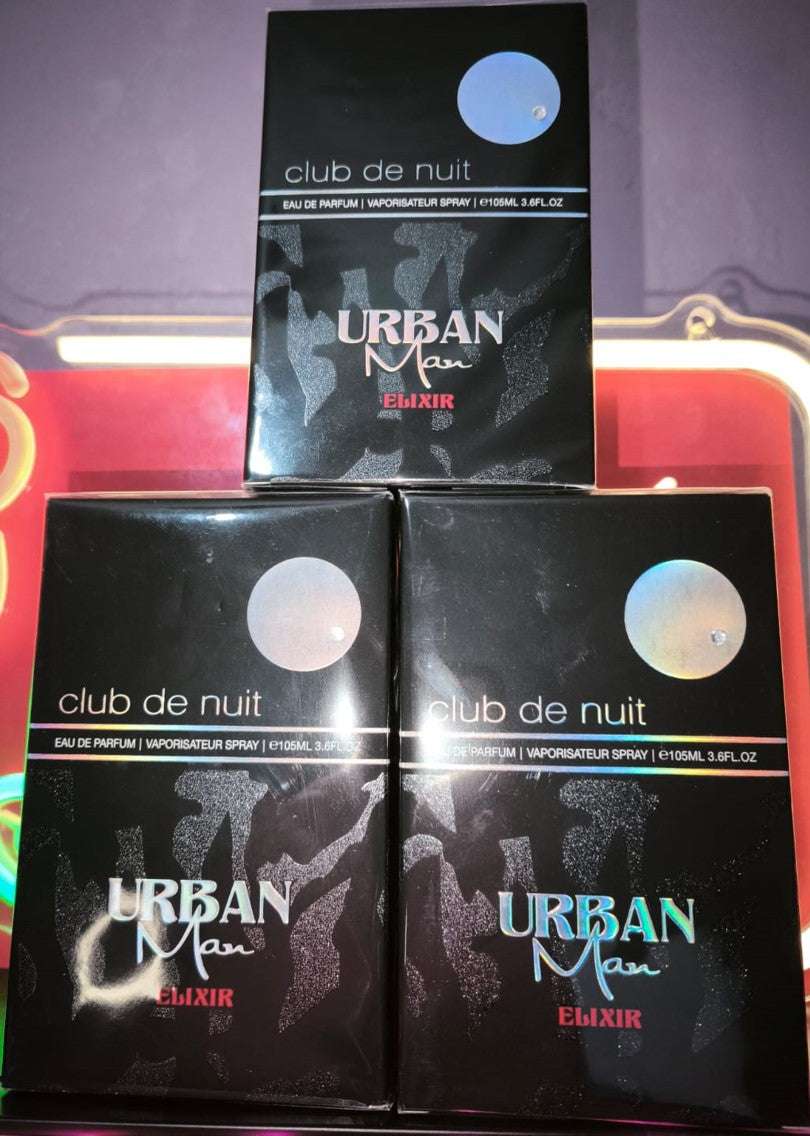 club de nuit
EAU DE PARFUM | VAPORISATEUR SPRAY | ℮105ML 3.6FL.OZ
URBAN
Man
ELIXIR
club de nuit
EAU DE PARFUM | VAPORISATEUR SPRAY | ℮105ML 3.6FL.OZ
URBAN
Man
ELIXIR
club de nuit
DE PARFUM | VAPORISATEUR SPRAY | ℮105ML 3.6FL.OZ
URBAN
Man
ELIXIR